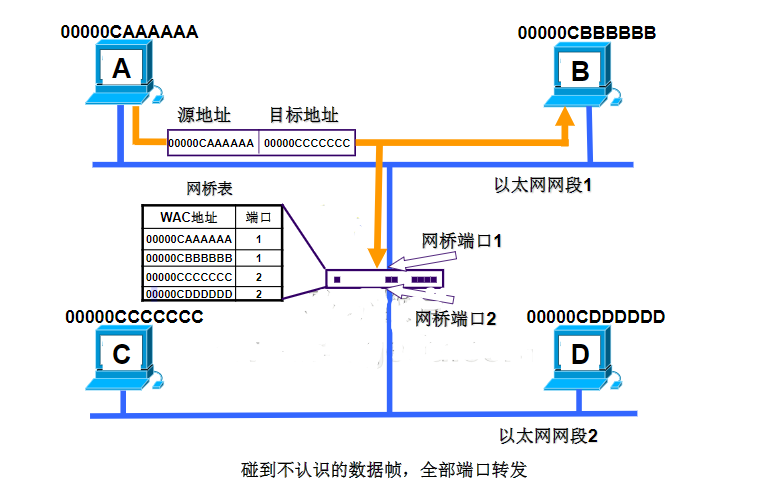 00000CAAAAAA
00000CBBBBBB
A
B
源地址 目标地址
00000CAAAAAA 00000CCCCCCC
以太网网段1
网桥表
WAC地址 端口
00000CAAAAAA 1
00000CBBBBBB 1
00000CCCCCCC 2
00000CDDDDDD 2
网桥端口1
网桥端口2
00000CCCCCCC
00000CDDDDDD
C
D
以太网网段2
碰到不认识的数据帧，全部端口转发